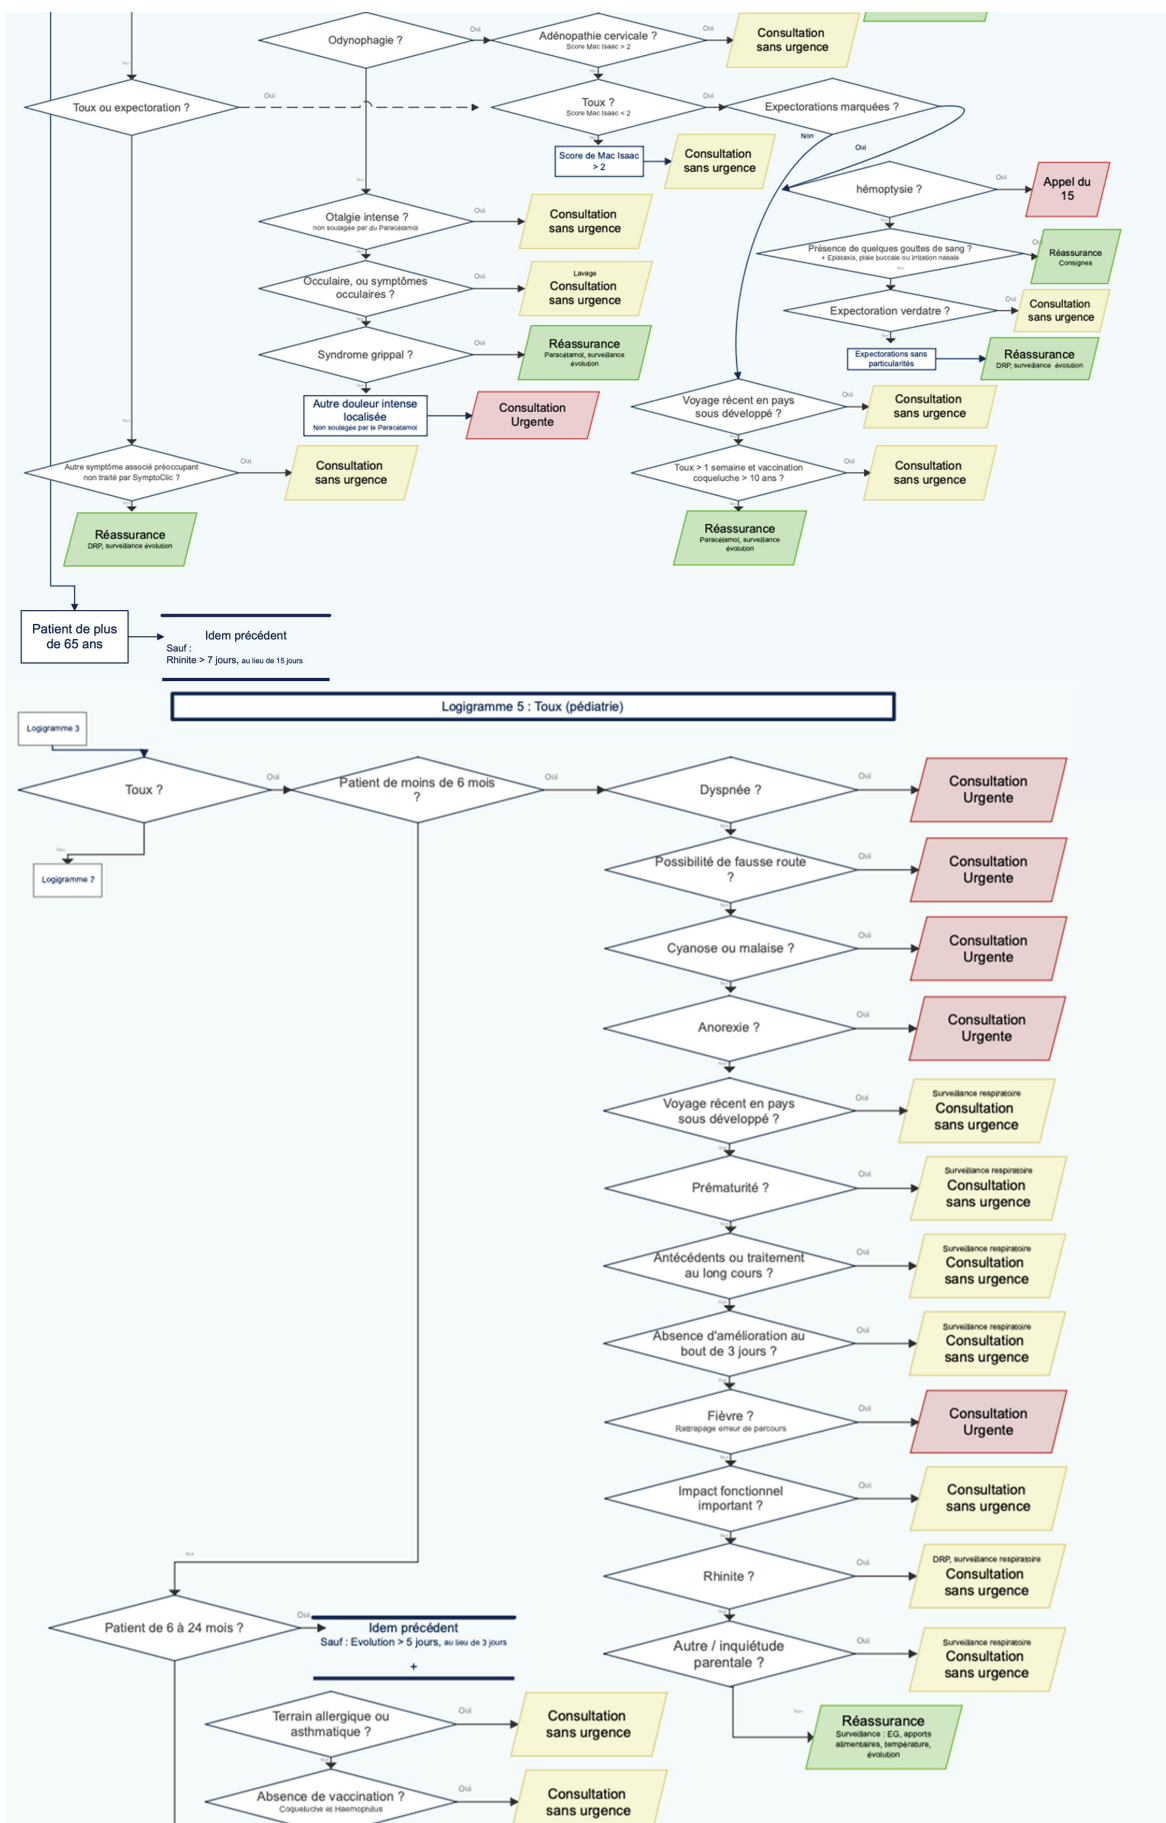 Odynophagie ?
Oui
Adénopathie cervicale ?
Score Mac Isaac > 2
Oui
Consultation
sans urgence
Non
Toux ou expectoration ?
Oui
Toux ?
Score Mac Isaac < 2
Oui
Expectorations marquées ?
Non
Oui
Score de Mac Isaac
> 2
Consultation
sans urgence
hémoptysie ?
Oui
Appel du
15
Otalgie intense ?
non soulagée par du Paracétamol
Oui
Consultation
sans urgence
Présence de quelques gouttes de sang ?
+ Epistaxis, plaie buccale ou irritation nasale
Oui
Réassurance
Consignes
Occulaire, ou symptômes
occulaires ?
Oui
Lavage
Consultation
sans urgence
Expectoration verdatre ?
Oui
Consultation
sans urgence
Syndrome grippal ?
Oui
Réassurance
Paracétamol, surveillance
évolution
Expectorations sans
particularités
Réassurance
DRP, surveillance évolution
Autre douleur intense
localisée
Non soulagée par le Paracétamol
Consultation
Urgente
Voyage récent en pays
sous développé ?
Oui
Consultation
sans urgence
Autre symptôme associé préoccupant
non traité par SymptoClic ?
Oui
Consultation
sans urgence
Toux > 1 semaine et vaccination
coqueluche > 10 ans ?
Oui
Consultation
sans urgence
Réassurance
DRP, surveillance évolution
Réassurance
Paracétamol, surveillance
évolution
Patient de plus
de 65 ans
Idem précédent
Sauf :
Rhinite > 7 jours, au lieu de 15 jours
Logigramme 5 : Toux (pédiatrie)
Logigramme 3
Toux ?
Oui
Patient de moins de 6 mois
?
Oui
Dyspnée ?
Oui
Consultation
Urgente
Non
Logigramme 7
Possibilité de fausse route
?
Oui
Consultation
Urgente
Cyanose ou malaise ?
Oui
Consultation
Urgente
Anorexie ?
Oui
Consultation
Urgente
Voyage récent en pays
sous développé ?
Oui
Surveillance respiratoire
Consultation
sans urgence
Prématurité ?
Oui
Surveillance respiratoire
Consultation
sans urgence
Antécédents ou traitement
au long cours ?
Oui
Surveillance respiratoire
Consultation
sans urgence
Absence d'amélioration au
bout de 3 jours ?
Oui
Surveillance respiratoire
Consultation
sans urgence
Fièvre ?
Rattrapage erreur de parcours
Oui
Consultation
Urgente
Impact fonctionnel
important ?
Oui
Consultation
sans urgence
Non
Rhinite ?
Oui
DRP, surveillance respiratoire
Consultation
sans urgence
Patient de 6 à 24 mois ?
Oui
Idem précédent
Sauf : Evolution > 5 jours, au lieu de 3 jours
+
Autre / inquiétude
parentale ?
Oui
Surveillance respiratoire
Consultation
sans urgence
Non
Réassurance
Surveillance : EG, apports
alimentaires, température,
évolution
Terrain allergique ou
asthmatique ?
Oui
Consultation
sans urgence
Absence de vaccination ?
Coqueluche et Haemophilus
Oui
Consultation
sans urgence